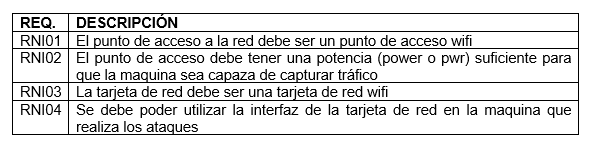 REQ. DESCRIPCIÓN
RNI01 El punto de acceso a la red debe ser un punto de acceso wifi
RNI02 El punto de acceso debe tener una potencia (power o pwr) suficiente para
que la maquina sea capaza de capturar tráfico
RNI03 La tarjeta de red debe ser una tarjeta de red wifi
RNI04 Se debe poder utilizar la interfaz de la tarjeta de red en la maquina que
realiza los ataques